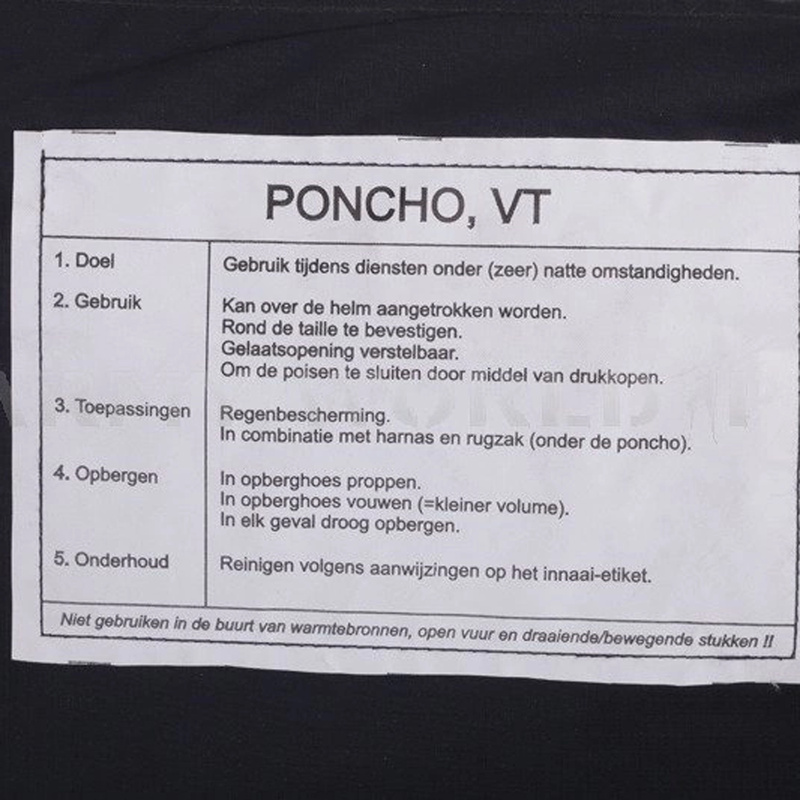 PONCHO, VT
1. Doel
Gebruik tijdens diensten onder (zeer) natte omstandigheden.
2. Gebruik
Kan over de helm aangetrokken worden.
Rond de taille te bevestigen.
Gelaatsopening verstelbaar.
Om de poisen te sluiten door middel van drukkopen.
3. Toepassingen
Regenbescherming.
In combinatie met harnas en rugzak (onder de poncho).
4. Opbergen
In opberghoes proppen.
In opberghoes vouwen (=kleiner volume).
In elk geval droog opbergen.
5. Onderhoud
Reinigen volgens aanwijzingen op het innaai-etiket.
Niet gebruiken in de buurt van warmtebronnen, open vuur en draaiende/bewegende stukken !!